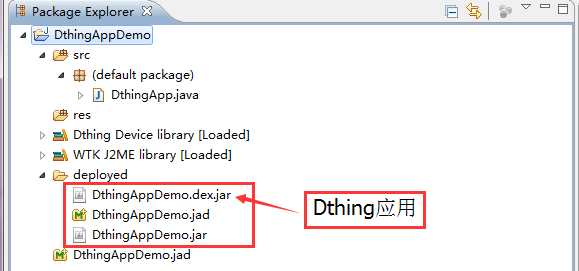 Package Explorer
DthingAppDemo
src
(default package)
DthingApp.java
res
Dthing Device library [Loaded]
WTK J2ME library [Loaded]
deployed
DthingAppDemo.dex.jar
DthingAppDemo.jad
DthingAppDemo.jar
Dthing应用
DthingAppDemo.jad